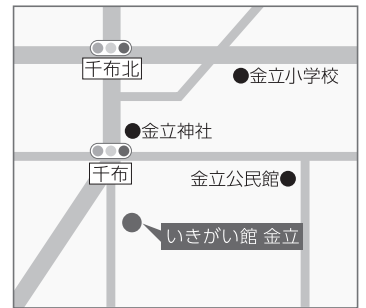 千布北
金立小学校
金立神社
千布
金立公民館
いきがい館 金立